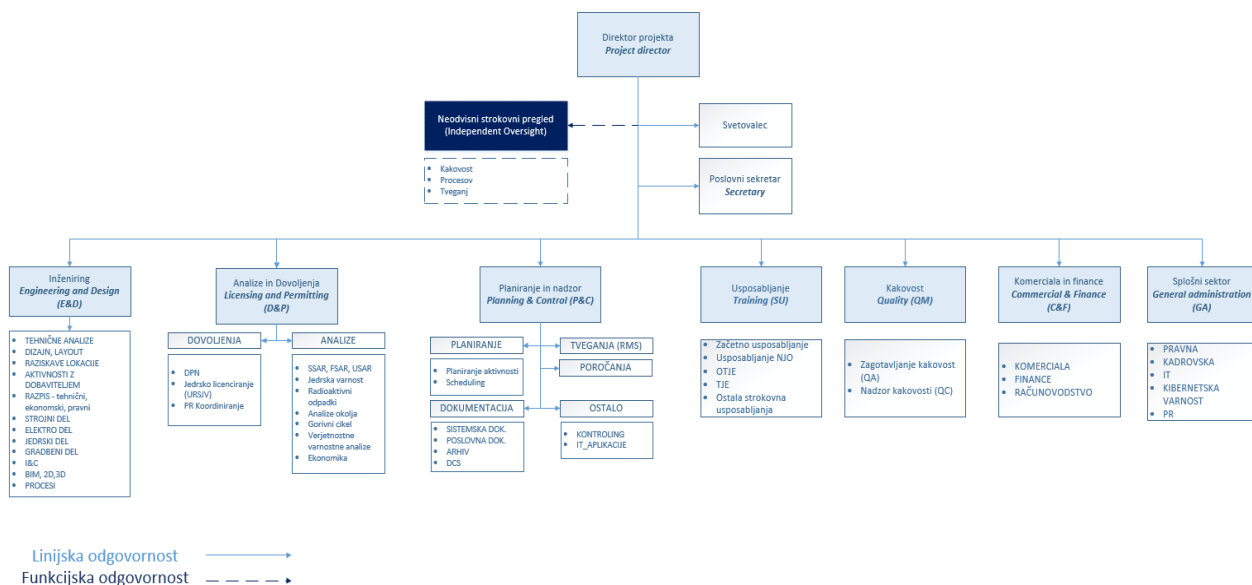 Direktor projekta
Project director
Neodvisni strokovni pregled
(Independent Oversight)
Kakovost
Procesov
Tveganj
Svetovalec
Poslovni sekretar
Secretary
Inženiring
Engineering and Design
(E&D)
TEHNIČNE ANALIZE
DIZAJN, LAYOUT
RAZISKAVE LOKACIJE
AKTIVNOSTI Z
DOBAVITELJEM
RAZPIS - tehnični,
ekonomski, pravni
STROJNI DEL
ELEKTRO DEL
JEDRSKI DEL
GRADBENI DEL
I&C
BIM, 2D,3D
PROCESI
Analize in Dovoljenja
Licensing and Permitting
(D&P)
DOVOLJENJA
DPN
Jedrsko licenciranje
(URSJV)
PR Koordiniranje
ANALIZE
SSAR, FSAR, USAR
Jedrska varnost
Radioaktivni
odpadki
Analize okolja
Gorivni cikel
Verjetnostne
varnostne analize
Ekonomika
Planiranje in nadzor
Planning & Control (P&C)
PLANIRANJE
Planiranje aktivnosti
Scheduling
TVEGANJA (RMS)
POROČANJA
DOKUMENTACIJA
SISTEMSKA DOK.
POSLOVNA DOK.
ARHIV
DCS
OSTALO
KONTROLING
IT_APLIKACIJE
Usposabljanje
Training (SU)
Začetno usposabljanje
Usposabljanje NJO
OTJE
TJE
Ostala strokovna
usposabljanja
Kakovost
Quality (QM)
Zagotavljanje kakovost
(QA)
Nadzor kakovosti (QC)
Komerciala in finance
Commercial & Finance
(C&F)
KOMERCIALA
FINANCE
RAČUNOVODSTVO
Splošni sektor
General administration
(GA)
PRAVNA
KADROVSKA
IT
KIBERNETSKA
VARNOST
PR
Linijska odgovornost
Funkcijska odgovornost